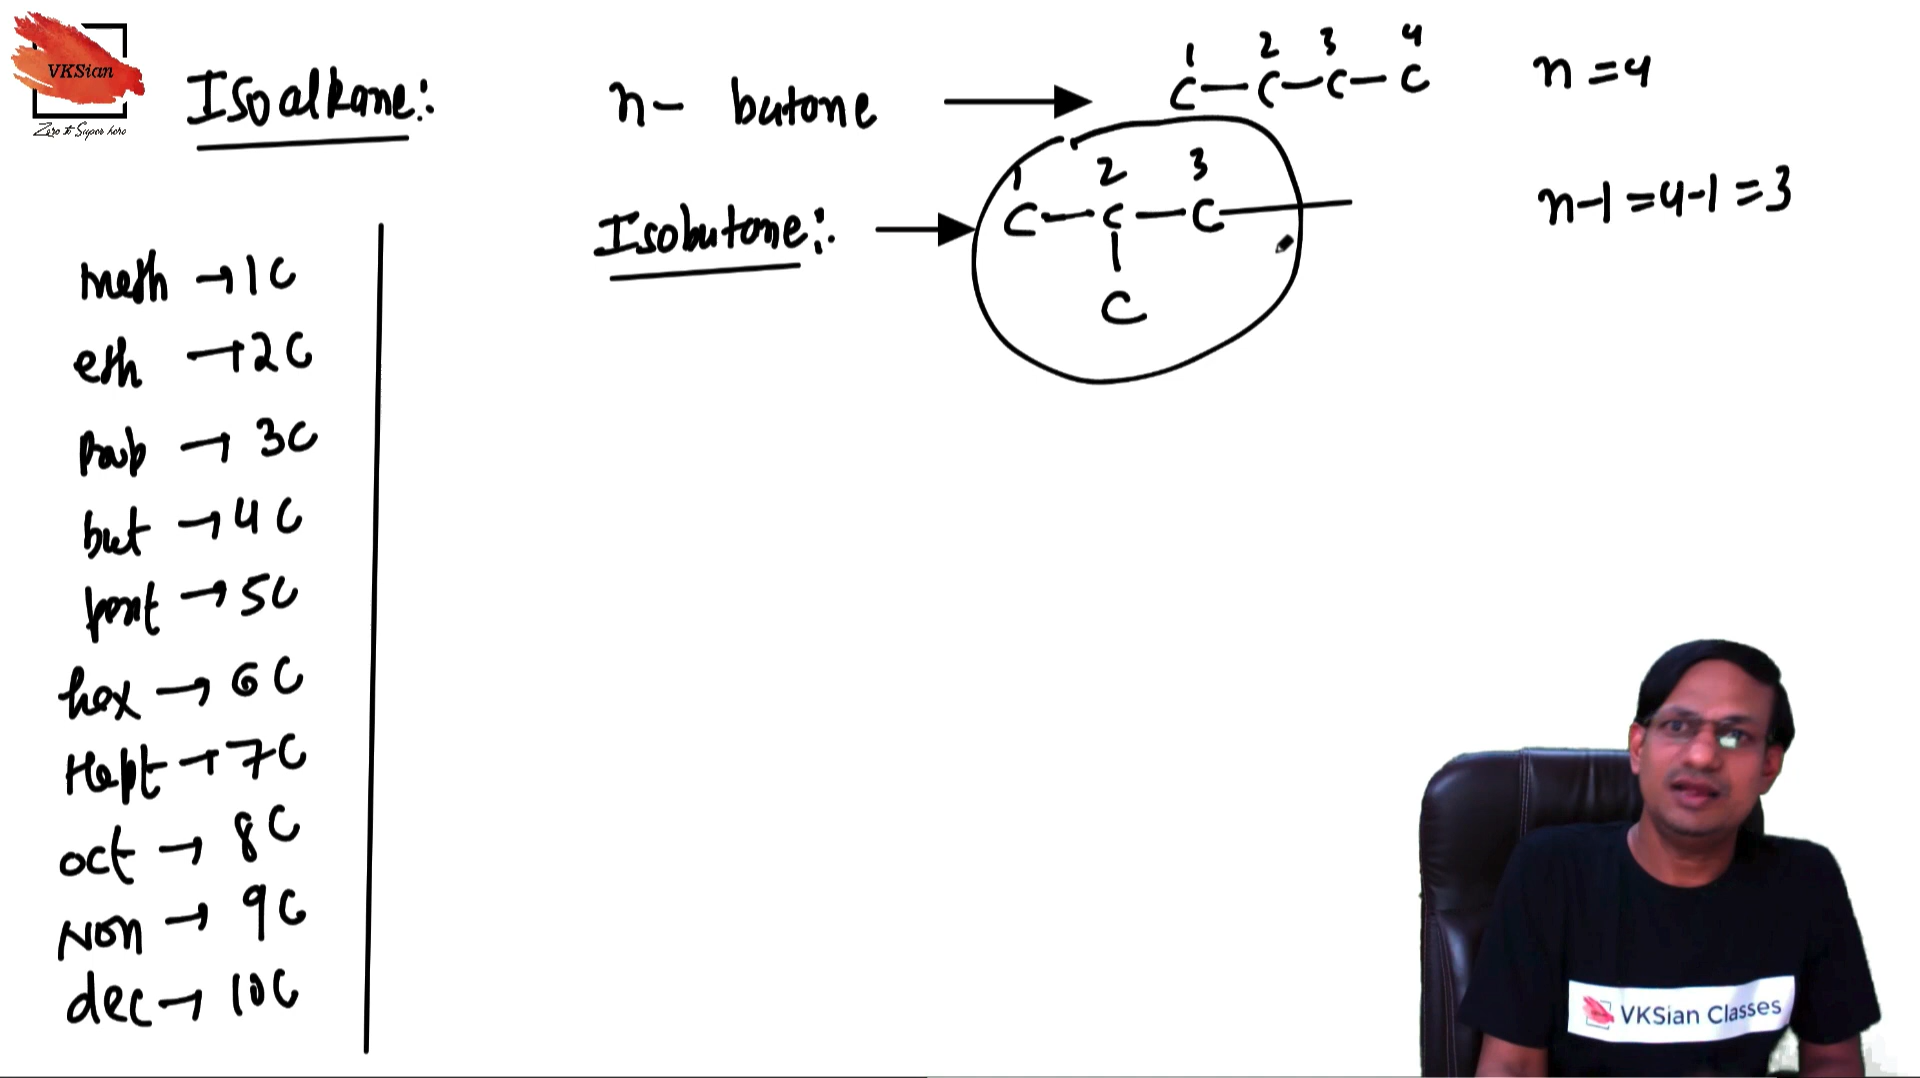 VKSian
Zero to Super hero
Isoalkane:
n- butane
1 2 3 4
C-C-C-C
n=4
Isobutane:
1 2 3
C-C-C
C
n-1=4-1=3
meth → 1C
eth → 2C
Prop → 3C
but → 4C
pent → 5C
hex → 6C
Hept → 7C
oct → 8C
Non → 9C
dec → 10C
VKSian Classes